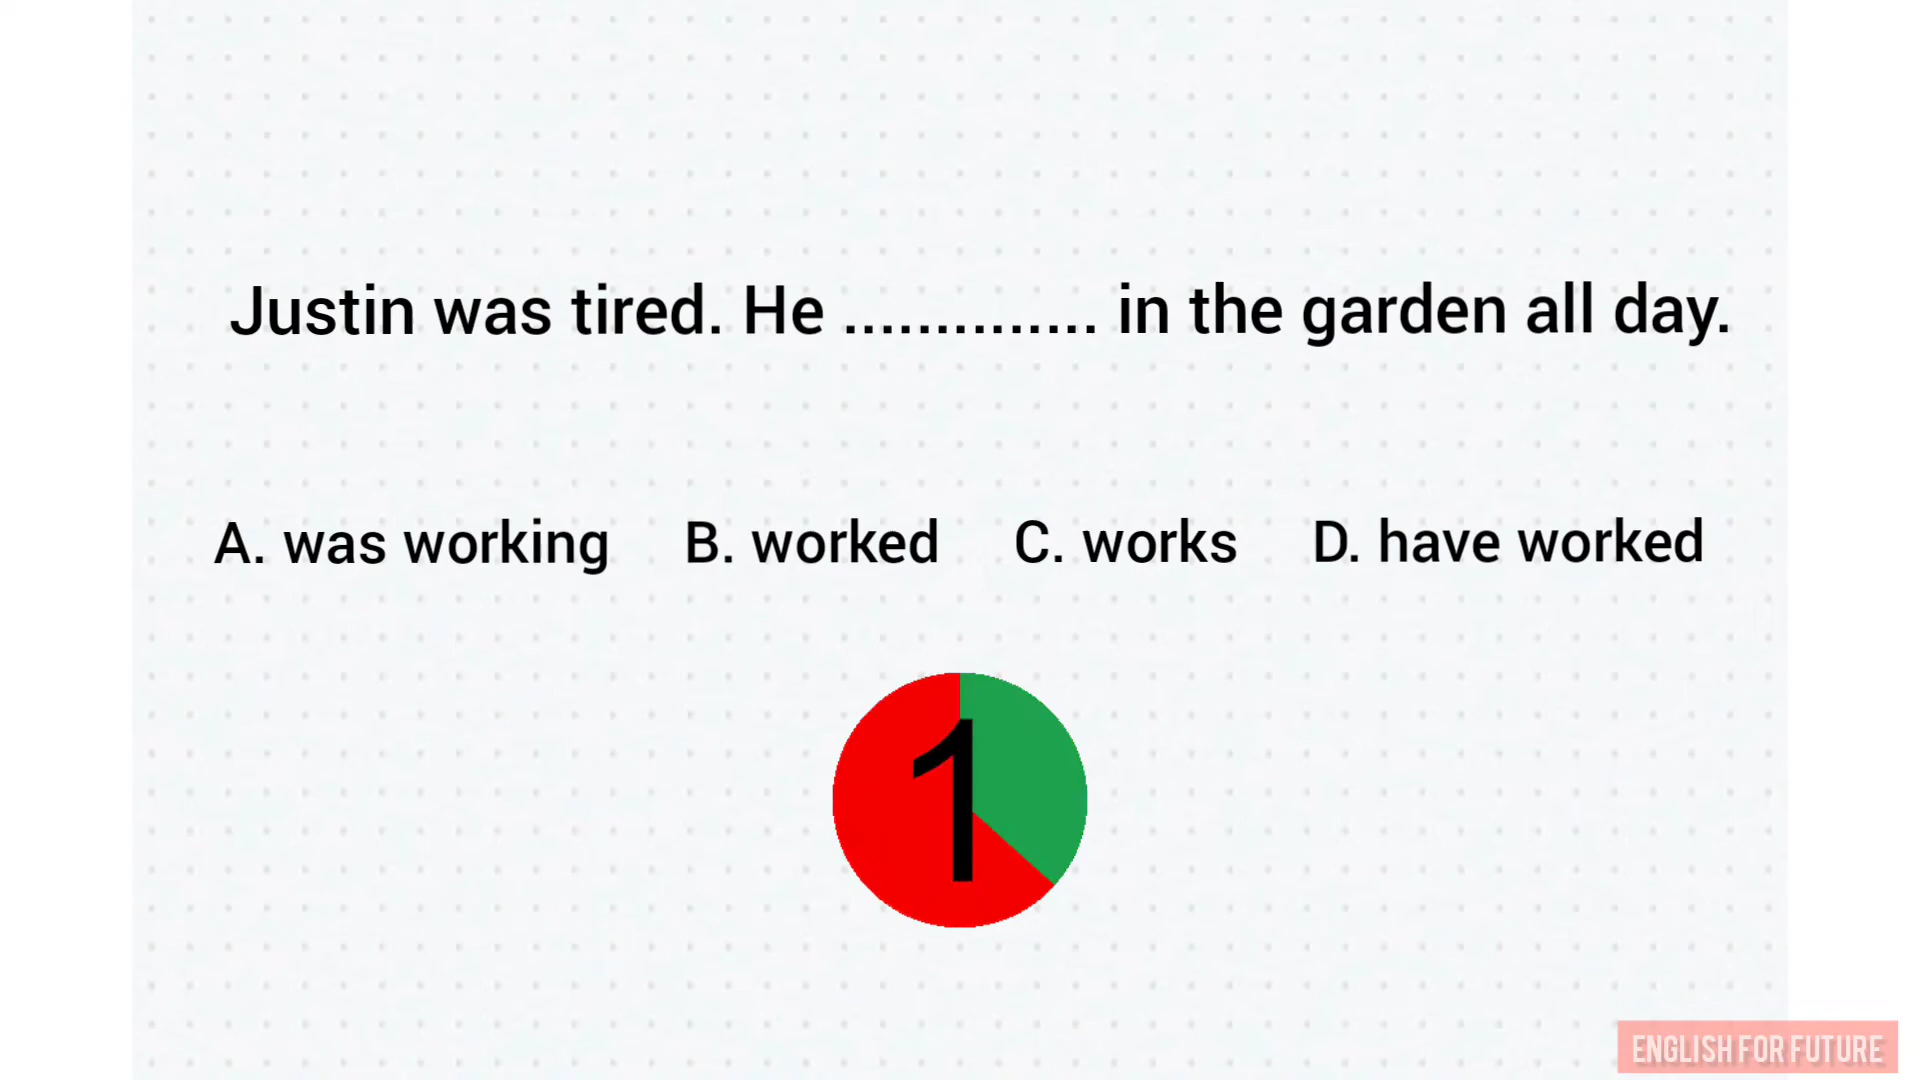 Justin was tired. He .............. in the garden all day.
A. was working B. worked C. works D. have worked
1
ENGLISH FOR FUTURE